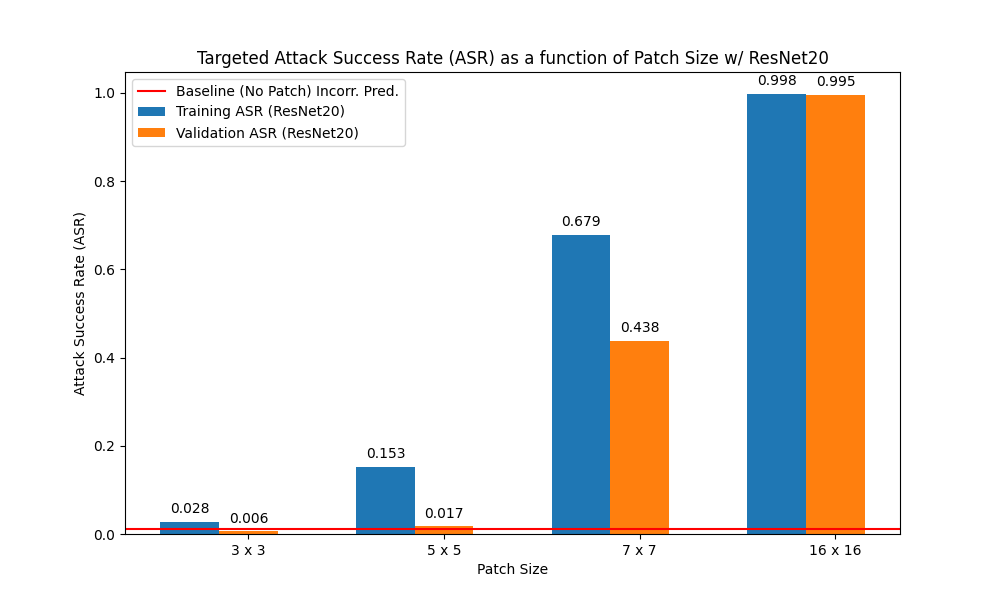 Targeted Attack Success Rate (ASR) as a function of Patch Size w/ ResNet20
Baseline (No Patch) Incorr. Pred.
Training ASR (ResNet20)
Validation ASR (ResNet20)
Attack Success Rate (ASR)
1.0
0.8
0.6
0.4
0.2
0.0
0.028
0.006
0.153
0.017
0.679
0.438
0.998
0.995
3 x 3
5 x 5
7 x 7
16 x 16
Patch Size